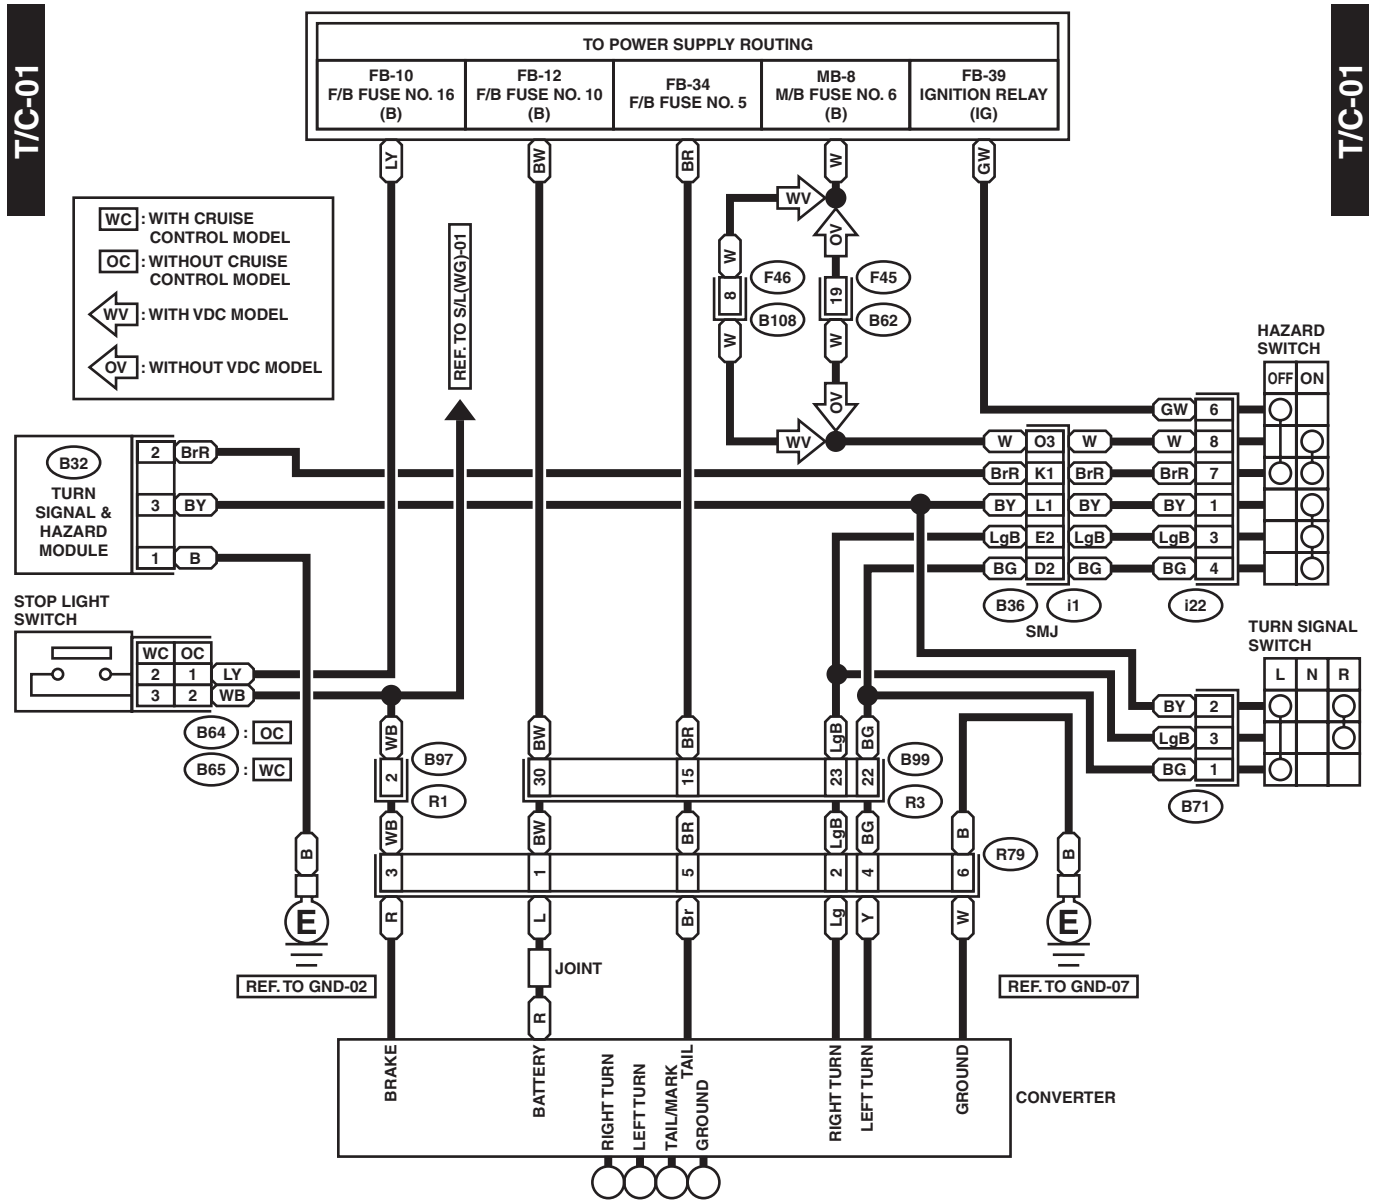 T/C-01
T/C-01
TO POWER SUPPLY ROUTING
FB-10
F/B FUSE NO. 16
(B)
FB-12
F/B FUSE NO. 10
(B)
FB-34
F/B FUSE NO. 5
MB-8
M/B FUSE NO. 6
(B)
FB-39
IGNITION RELAY
(IG)
LY
BW
BR
W
GW
WC : WITH CRUISE
CONTROL MODEL
OC : WITHOUT CRUISE
CONTROL MODEL
WV : WITH VDC MODEL
OV : WITHOUT VDC MODEL
REF. TO S/L(WG)-01
WV
OV
W
8
W
F46
B108
19
W
F45
B62
OV
WV
HAZARD
SWITCH
OFF ON
GW 6
W O3 W W 8
BrR K1 BrR BrR 7
BY L1 BY BY 1
LgB E2 LgB LgB 3
BG D2 BG BG 4
B36 i1 i22
SMJ
B32
TURN
SIGNAL &
HAZARD
MODULE
2 BrR
3 BY
1 B
STOP LIGHT
SWITCH
WC OC
2 1 LY
3 2 WB
B64 : OC
B65 : WC
TURN SIGNAL
SWITCH
L N R
BY 2
LgB 3
BG 1
B71
WB BW BR LgB BG
2 B97 30 15 23 22 B99
R1 R3
WB BW BR LgB BG B
B
B
3 1 5 2 4 6 R79
R L Br Lg Y W
E
REF. TO GND-02
E
REF. TO GND-07
JOINT
R
BRAKE
BATTERY
RIGHT TURN
LEFT TURN
TAIL/MARK
TAIL
GROUND
RIGHT TURN
LEFT TURN
GROUND
CONVERTER